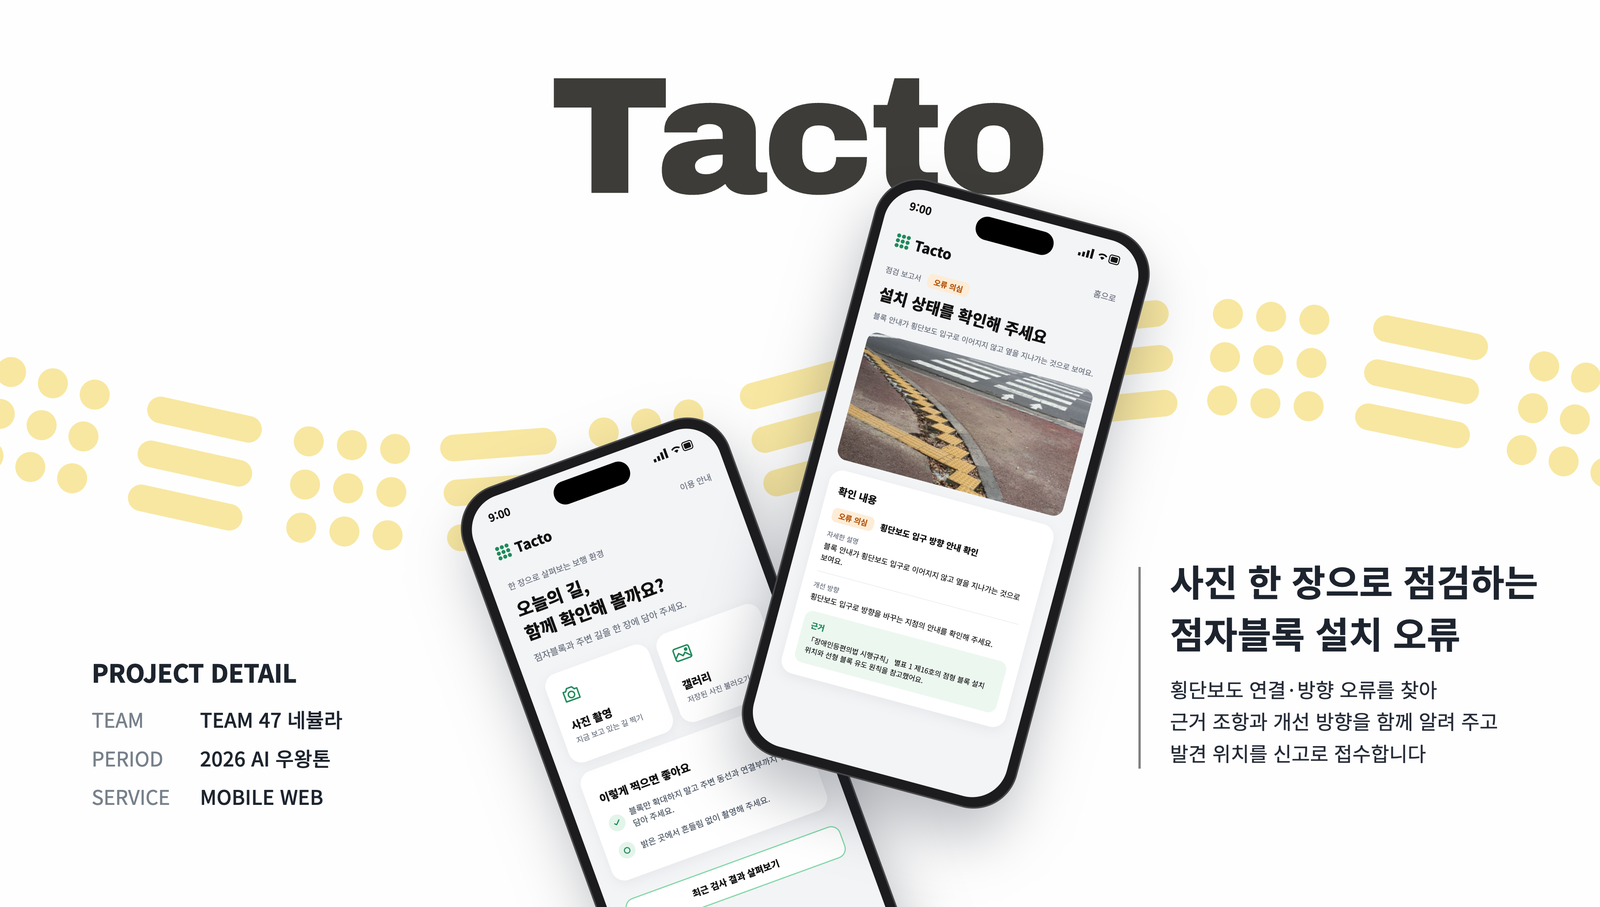 Tacto
9:00
Tacto
점검 보고서
오류 의심
홈으로
설치 상태를 확인해 주세요
블록 안내가 횡단보도 입구로 이어지지 않고 옆을 지나가는 것으로 보여요.
확인 내용
오류 의심
횡단보도 입구 방향 안내 확인
자세한 설명
블록 안내가 횡단보도 입구로 이어지지 않고 옆을 지나가는 것으로
보여요.
개선 방향
횡단보도 입구로 방향을 바꾸는 지점의 안내를 확인해 주세요.
근거
「장애인등편의법 시행규칙」 별표 1 제16호의 점형 블록 설치
위치와 선형 블록 유도 원칙을 참고했어요.
9:00
이용 안내
Tacto
한 장으로 살펴보는 보행 환경
오늘의 길,
함께 확인해 볼까요?
점자블록과 주변 길을 한 장에 담아 주세요.
사진 촬영
지금 보고 있는 길 찍기
갤러리
저장된 사진 불러오기
이렇게 찍으면 좋아요
블록만 확대하지 말고 주변 동선과 연결부까지
담아 주세요.
밝은 곳에서 흔들림 없이 촬영해 주세요.
최근 검사 결과 살펴보기
PROJECT DETAIL
TEAM TEAM 47 네뷸라
PERIOD 2026 AI 우왕톤
SERVICE MOBILE WEB
사진 한 장으로 점검하는
점자블록 설치 오류
횡단보도 연결·방향 오류를 찾아
근거 조항과 개선 방향을 함께 알려 주고
발견 위치를 신고로 접수합니다